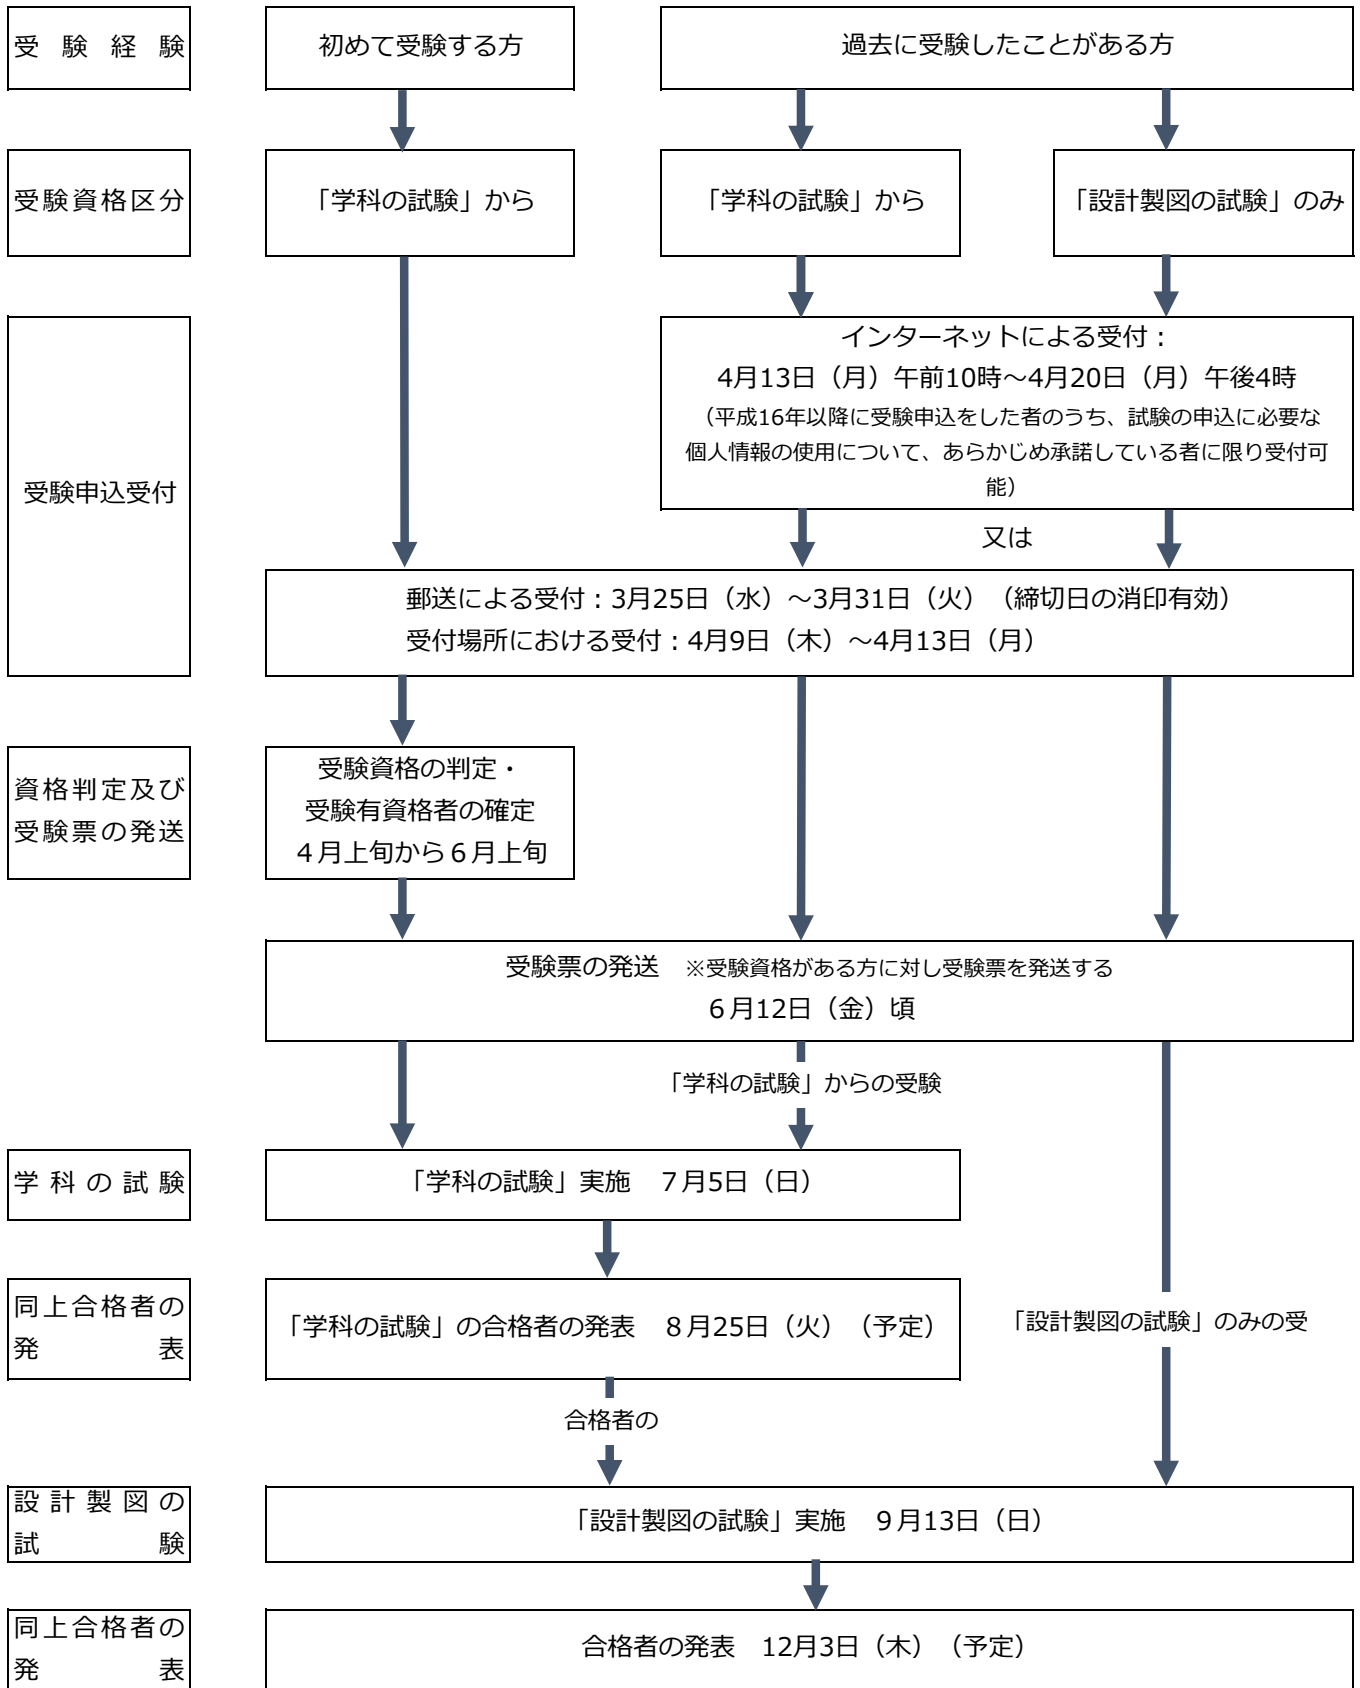 受験経験
初めて受験する方
過去に受験したことがある方
受験資格区分
「学科の試験」から
「学科の試験」から
「設計製図の試験」のみ
受験申込受付
インターネットによる受付：
4月13日（月）午前10時～4月20日（月）午後4時
（平成16年以降に受験申込をした者のうち、試験の申込に必要な
個人情報の使用について、あらかじめ承諾している者に限り受付可
能）
又は
郵送による受付：3月25日（水）～3月31日（火）（締切日の消印有効）
受付場所における受付：4月9日（木）～4月13日（月）
資格判定及び
受験票の発送
受験資格の判定・
受験有資格者の確定
４月上旬から６月上旬
受験票の発送　※受験資格がある方に対し受験票を発送する
６月12日（金）頃
「学科の試験」からの受験
学科の試験
「学科の試験」実施　７月5日（日）
同上合格者の
発表
「学科の試験」の合格者の発表　８月25日（火）（予定）
「設計製図の試験」のみの受
合格者の
設計製図の
試験
「設計製図の試験」実施　９月13日（日）
同上合格者の
発表
合格者の発表　12月3日（木）（予定）